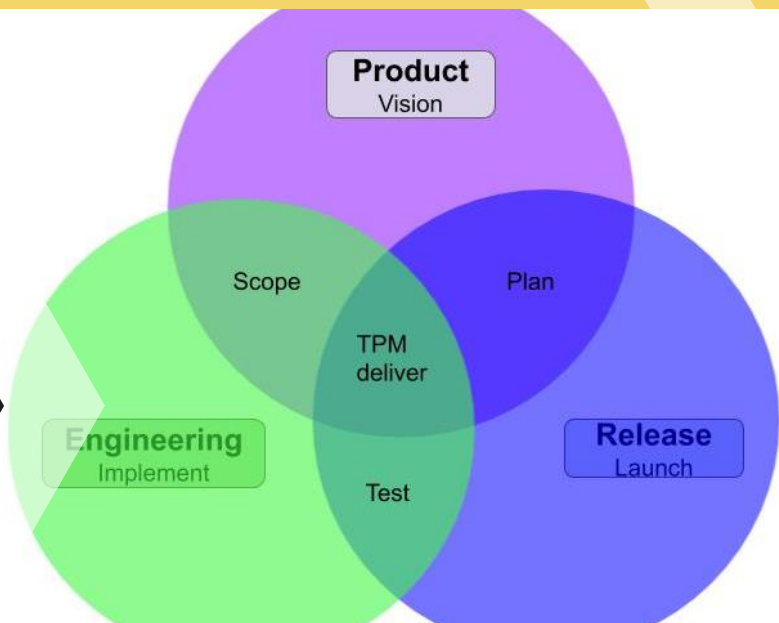 Product
Vision
Scope
Plan
TPM
deliver
Engineering
Implement
Release
Launch
Test